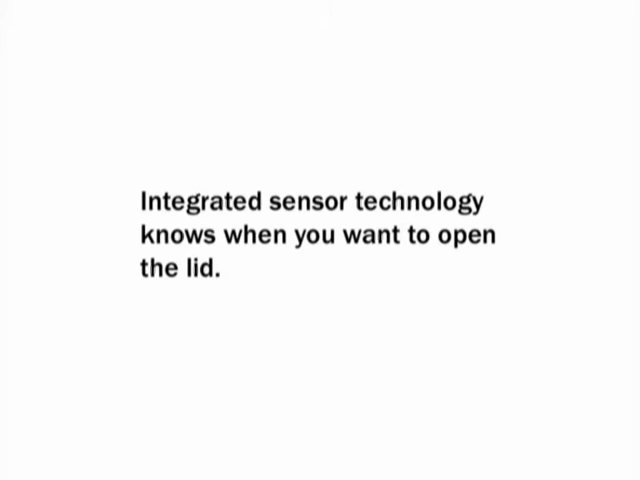 Integrated sensor technology
knows when you want to open
the lid.